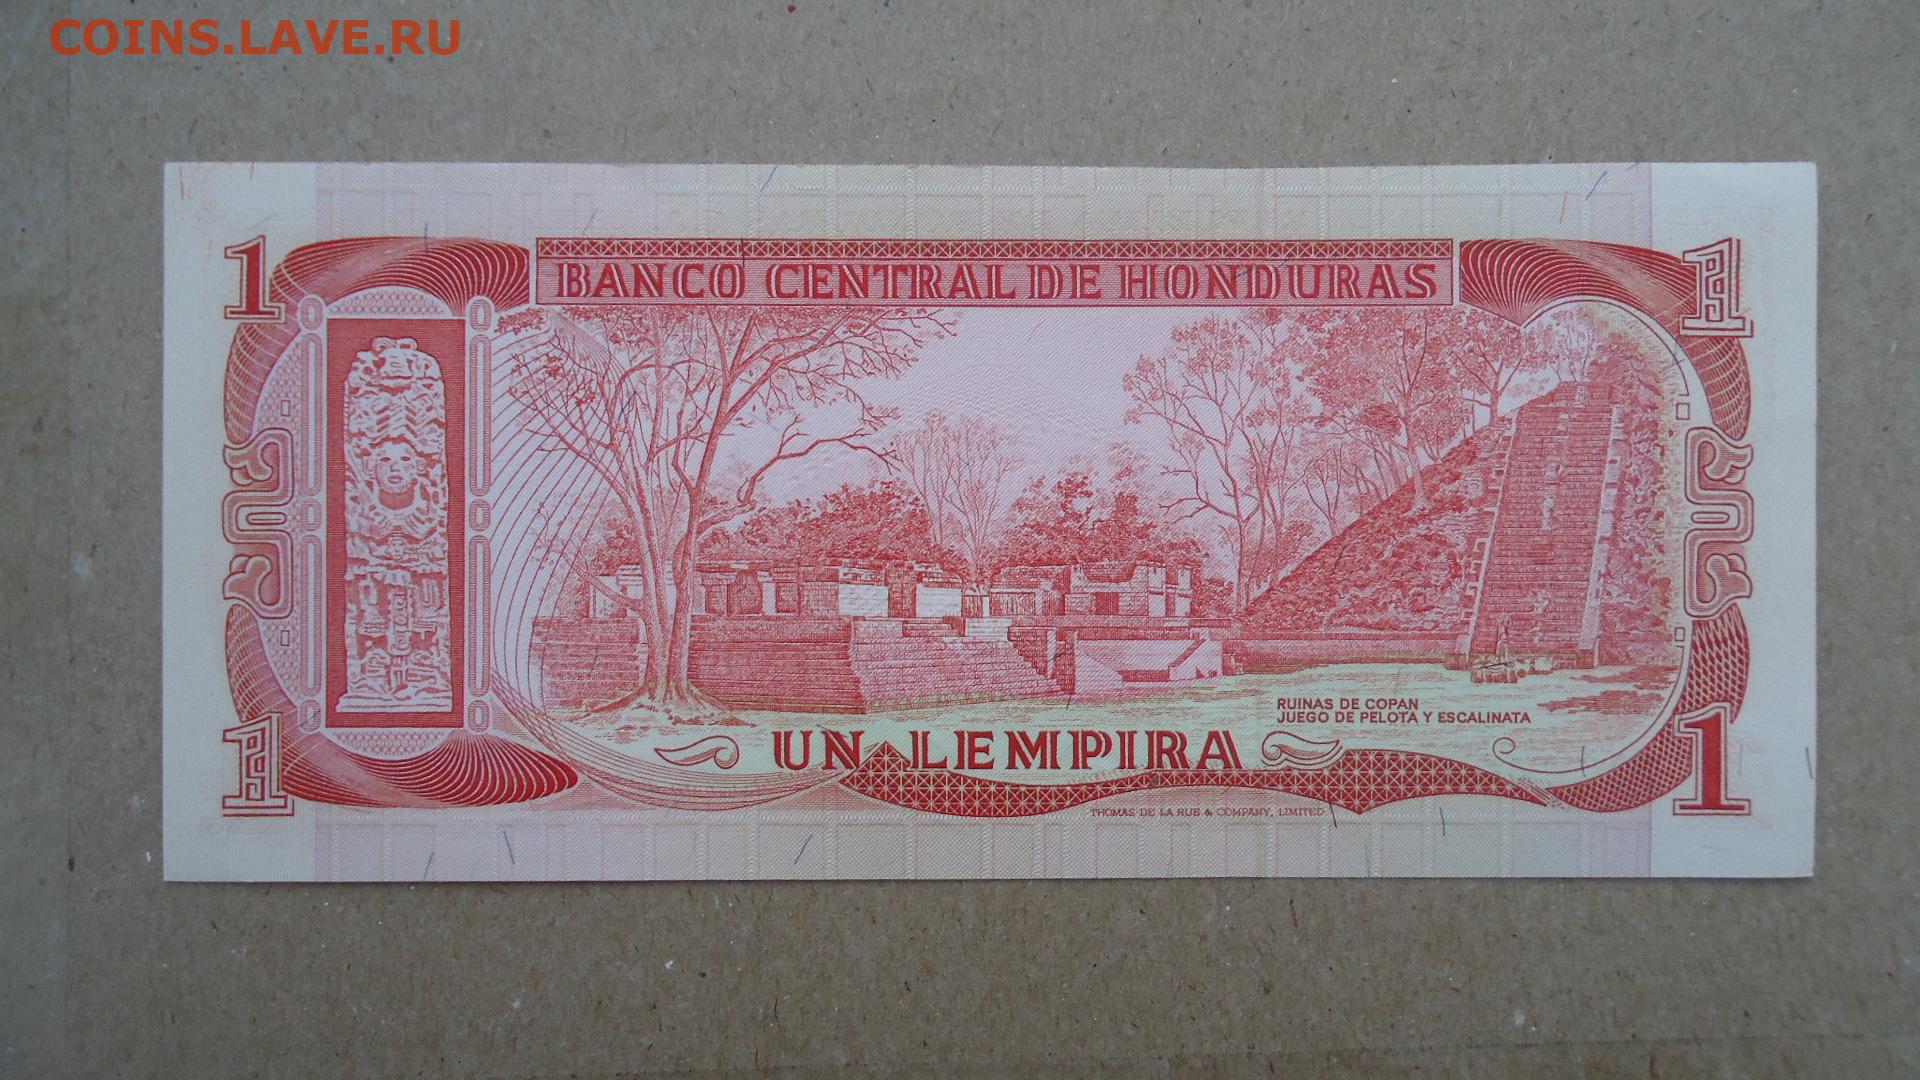 COINS.LAVE.RU
1 1
BANCO CENTRAL DE HONDURAS
RUINAS DE COPAN
JUEGO DE PELOTA Y ESCALINATA
UN LEMPIRA
1 1
THOMAS DE LA RUE & COMPANY, LIMITED.